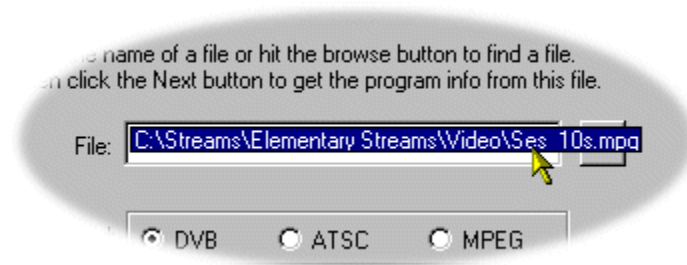 name of a file or hit the browse button to find a file.
click the Next button to get the program info from this file.
File: C:\Streams\Elementary Streams\Video\Ses_10s.mpg
DVB ATSC MPEG